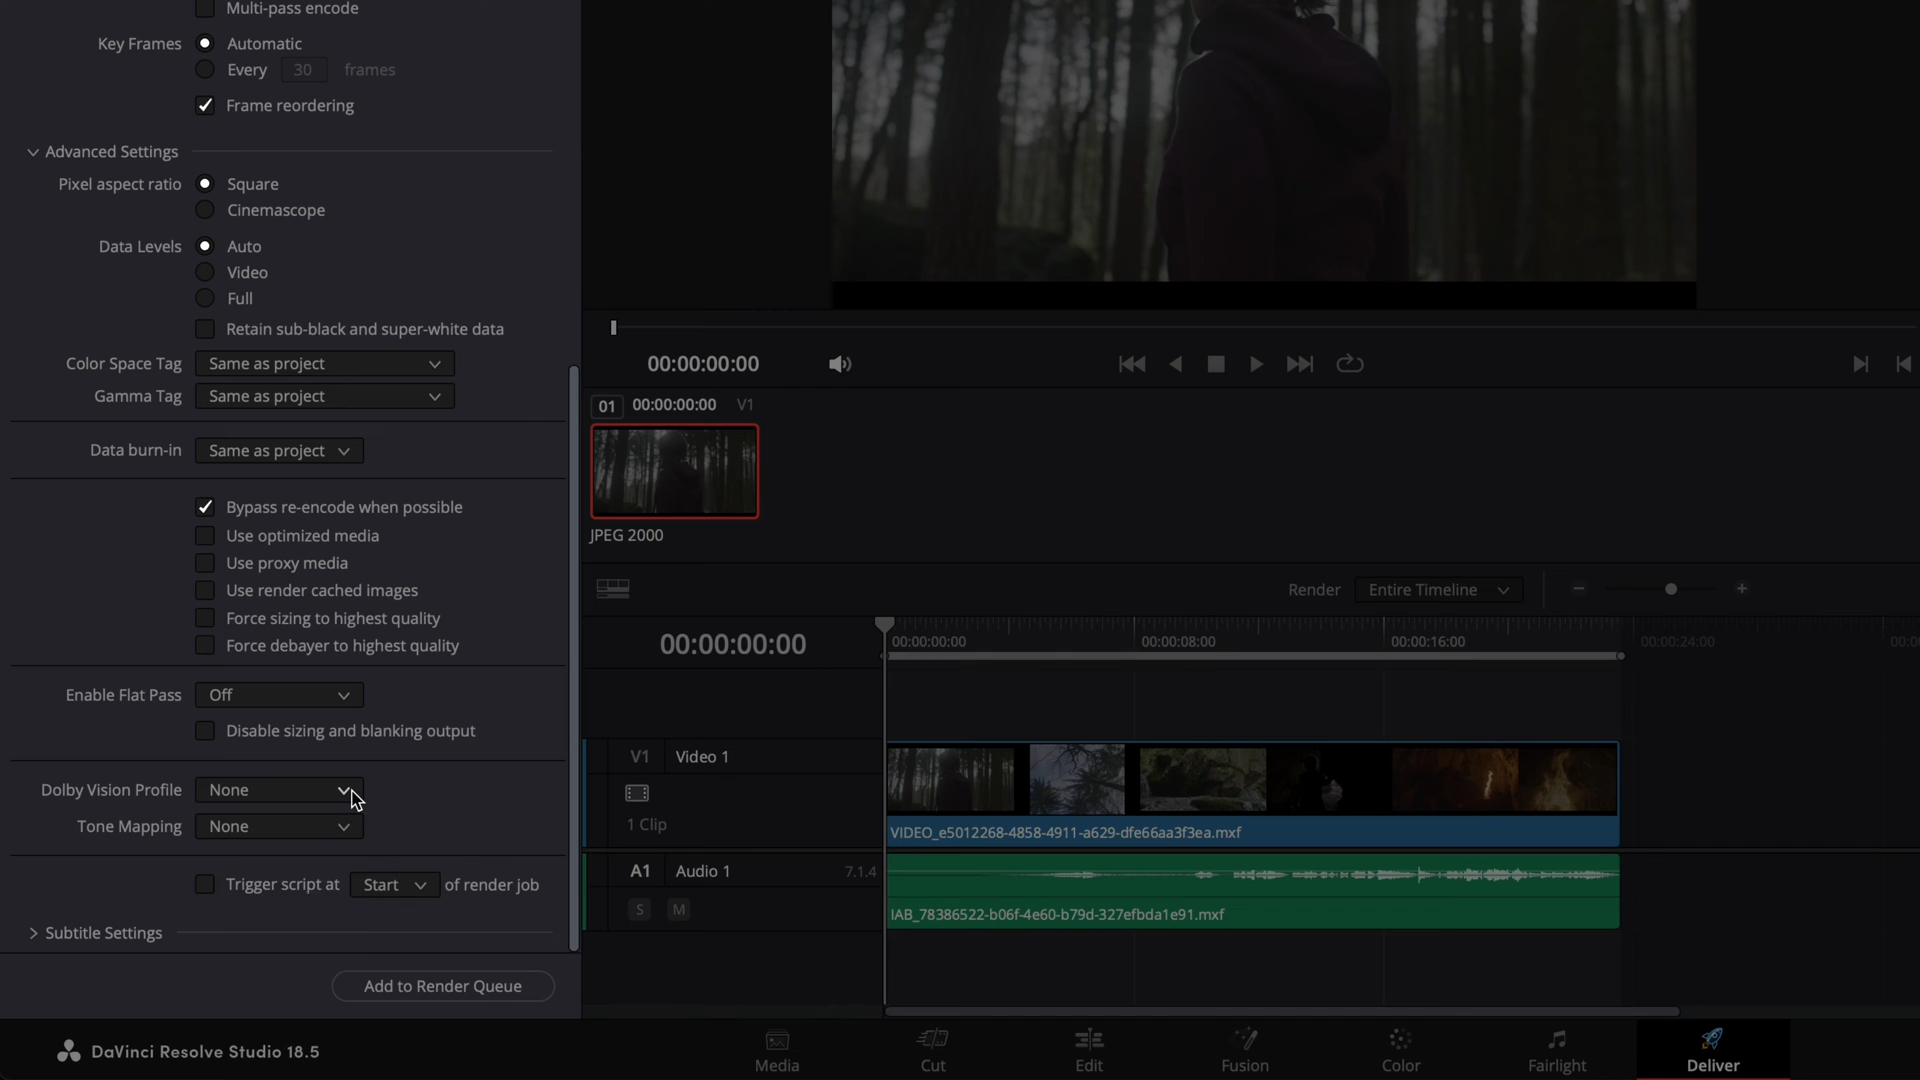 Multi-pass encode
Key Frames Automatic
Every 30 frames
Frame reordering
Advanced Settings
Pixel aspect ratio Square
Cinemascope
Data Levels Auto
Video
Full
Retain sub-black and super-white data
Color Space Tag Same as project
Gamma Tag Same as project
Data burn-in Same as project
Bypass re-encode when possible
Use optimized media
Use proxy media
Use render cached images
Force sizing to highest quality
Force debayer to highest quality
Enable Flat Pass Off
Disable sizing and blanking output
Dolby Vision Profile None
Tone Mapping None
Trigger script at Start of render job
Subtitle Settings
Add to Render Queue
00:00:00:00
01 00:00:00:00 V1
JPEG 2000
Render Entire Timeline
00:00:00:00
00:00:00:00 00:00:08:00 00:00:16:00 00:00:24:00
V1 Video 1
1 Clip
VIDEO_e5012268-4858-4911-a629-dfe66aa3f3ea.mxf
A1 Audio 1 7.1.4
S M
IAB_78386522-b06f-4e60-b79d-327efbda1e91.mxf
DaVinci Resolve Studio 18.5
Media Cut Edit Fusion Color Fairlight Deliver